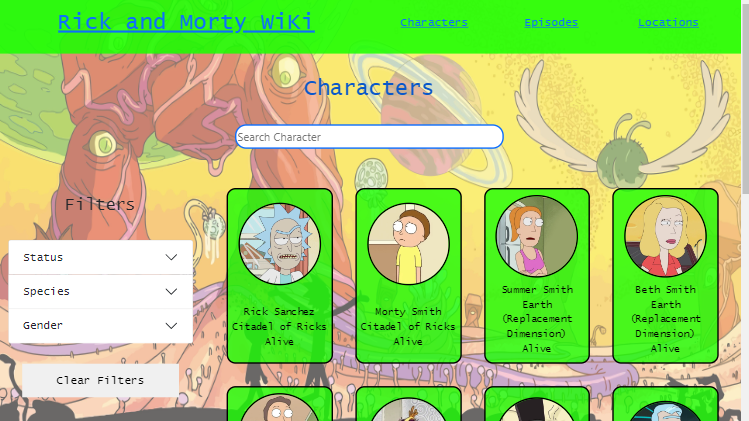 Rick and Morty WiKi
Characters
Episodes
Locations
Characters
Search Character
Filters
Status
Species
Gender
Clear Filters
Rick Sanchez
Citadel of Ricks
Alive
Morty Smith
Citadel of Ricks
Alive
Summer Smith
Earth
(Replacement
Dimension)
Alive
Beth Smith
Earth
(Replacement
Dimension)
Alive